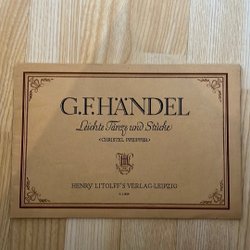 G.F.HÄNDEL
Leichte Tänze und Stücke
HENRY LITOLFF'S VERLAG · LEIPZIG